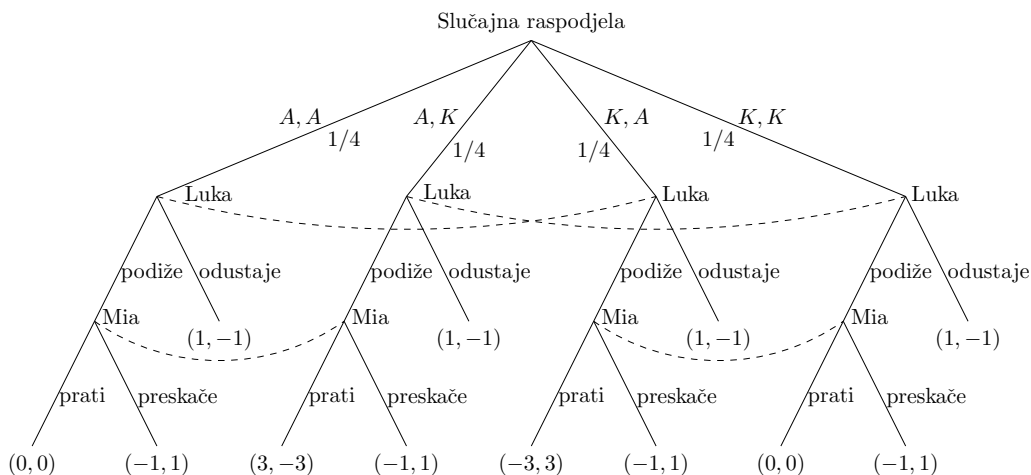 Slučajna raspodjela
A, A
A, K
K, A
K, K
1/4
1/4
1/4
1/4
Luka
Luka
Luka
Luka
podiže
odustaje
podiže
odustaje
podiže
odustaje
podiže
odustaje
Mia
(1, −1)
Mia
(1, −1)
Mia
(1, −1)
Mia
(1, −1)
prati
preskače
prati
preskače
prati
preskače
prati
preskače
(0, 0)
(−1, 1)
(3, −3)
(−1, 1)
(−3, 3)
(−1, 1)
(0, 0)
(−1, 1)